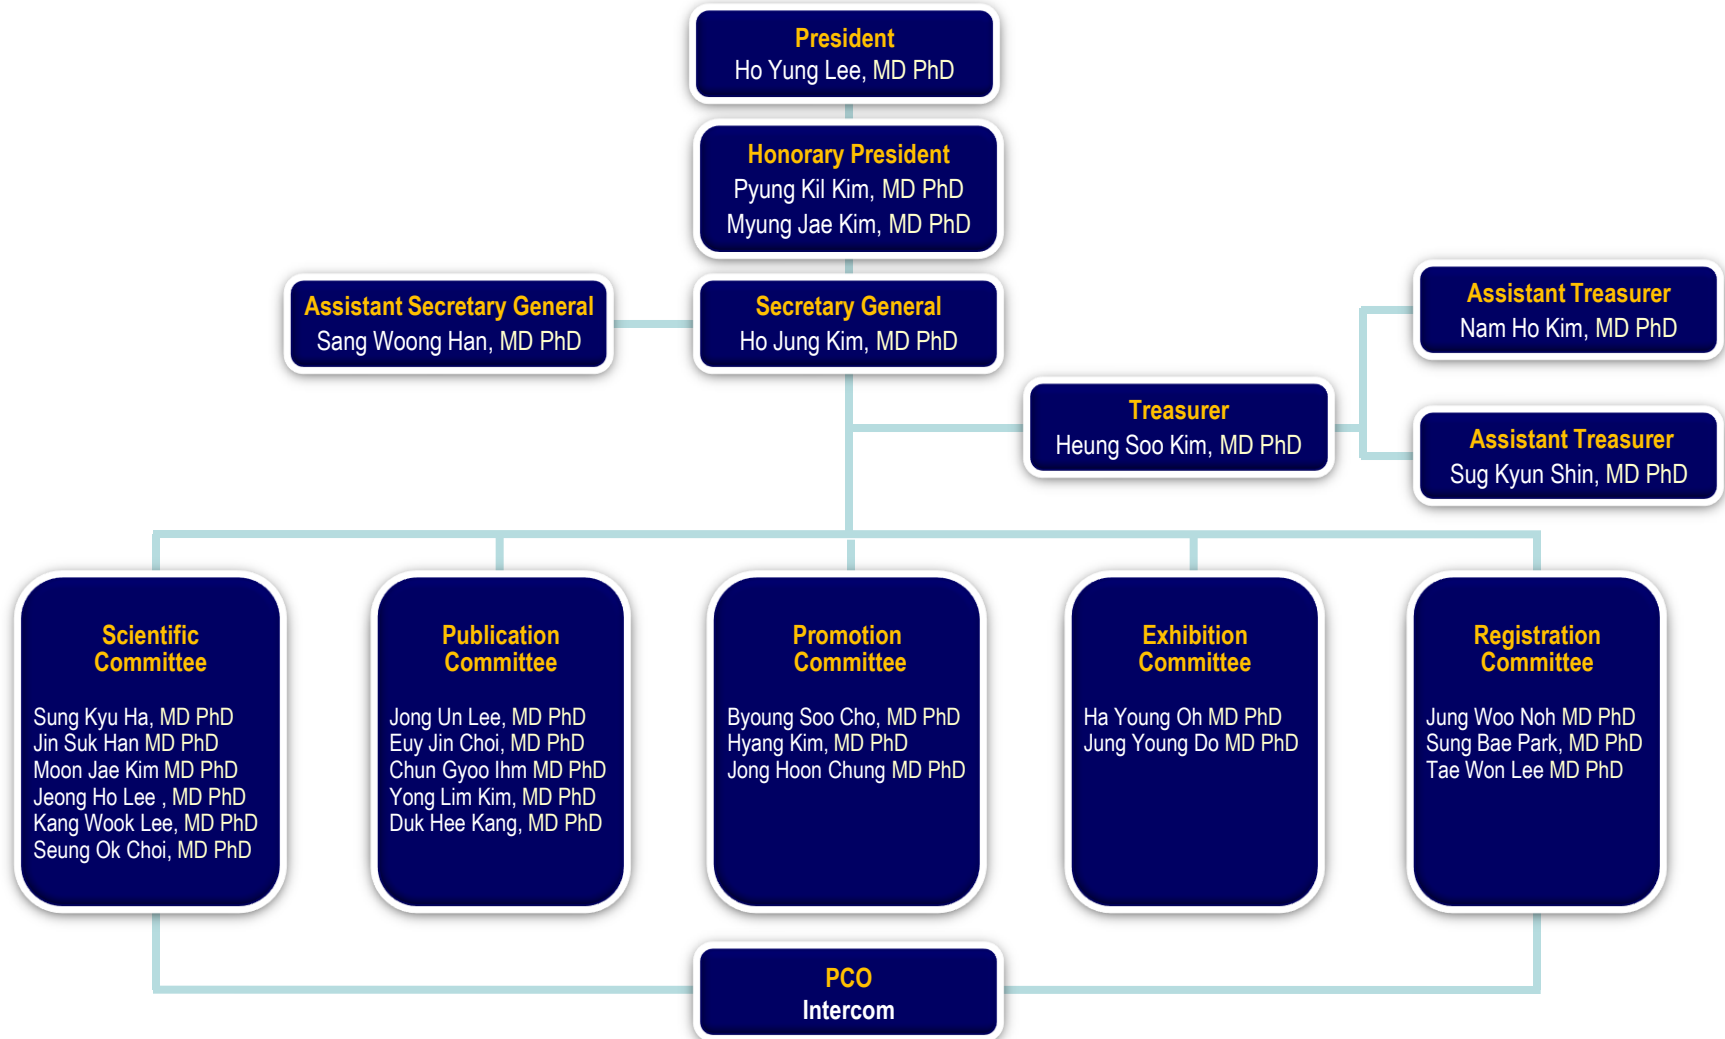 President
Ho Yung Lee, MD PhD
Honorary President
Pyung Kil Kim, MD PhD
Myung Jae Kim, MD PhD
Assistant Secretary General
Sang Woong Han, MD PhD
Secretary General
Ho Jung Kim, MD PhD
Assistant Treasurer
Nam Ho Kim, MD PhD
Treasurer
Heung Soo Kim, MD PhD
Assistant Treasurer
Sug Kyun Shin, MD PhD
Scientific
Committee
Sung Kyu Ha, MD PhD
Jin Suk Han MD PhD
Moon Jae Kim MD PhD
Jeong Ho Lee , MD PhD
Kang Wook Lee, MD PhD
Seung Ok Choi, MD PhD
Publication
Committee
Jong Un Lee, MD PhD
Euy Jin Choi, MD PhD
Chun Gyoo Ihm MD PhD
Yong Lim Kim, MD PhD
Duk Hee Kang, MD PhD
Promotion
Committee
Byoung Soo Cho, MD PhD
Hyang Kim, MD PhD
Jong Hoon Chung MD PhD
Exhibition
Committee
Ha Young Oh MD PhD
Jung Young Do MD PhD
Registration
Committee
Jung Woo Noh MD PhD
Sung Bae Park, MD PhD
Tae Won Lee MD PhD
PCO
Intercom